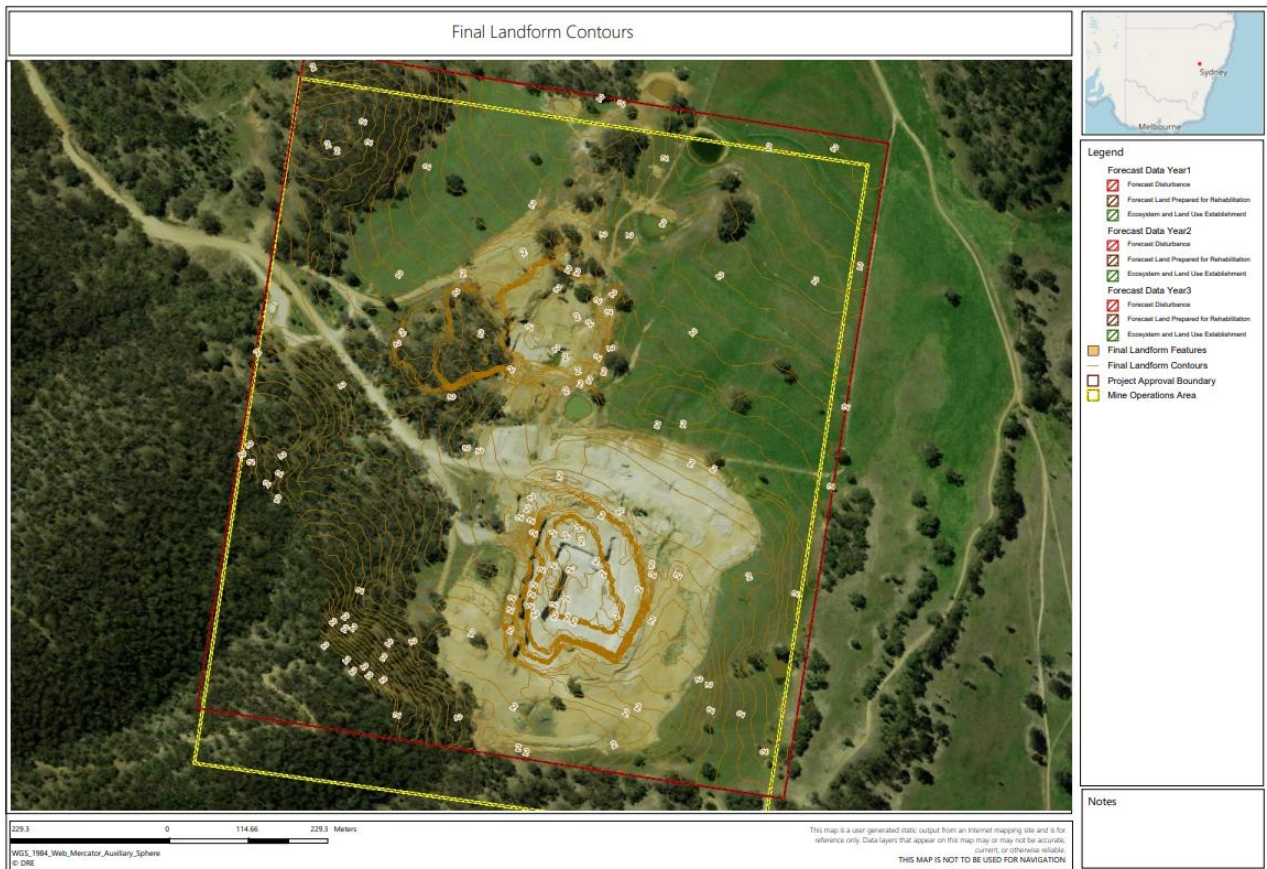 Final Landform Contours
Sydney
Melbourne
Legend
Forecast Data Year1
Forecast Disturbance
Forecast Land Prepared for Rehabilitation
Ecosystem and Land Use Establishment
Forecast Data Year2
Forecast Disturbance
Forecast Land Prepared for Rehabilitation
Ecosystem and Land Use Establishment
Forecast Data Year3
Forecast Disturbance
Forecast Land Prepared for Rehabilitation
Ecosystem and Land Use Establishment
Final Landform Features
Final Landform Contours
Project Approval Boundary
Mine Operations Area
Notes
229.3 0 114.66 229.3 Meters
WGS_1984_Web_Mercator_Auxiliary_Sphere
© DRE
This map is a user generated static output from an Internet mapping site and is for
reference only. Data layers that appear on this map may or may not be accurate,
current, or otherwise reliable.
THIS MAP IS NOT TO BE USED FOR NAVIGATION